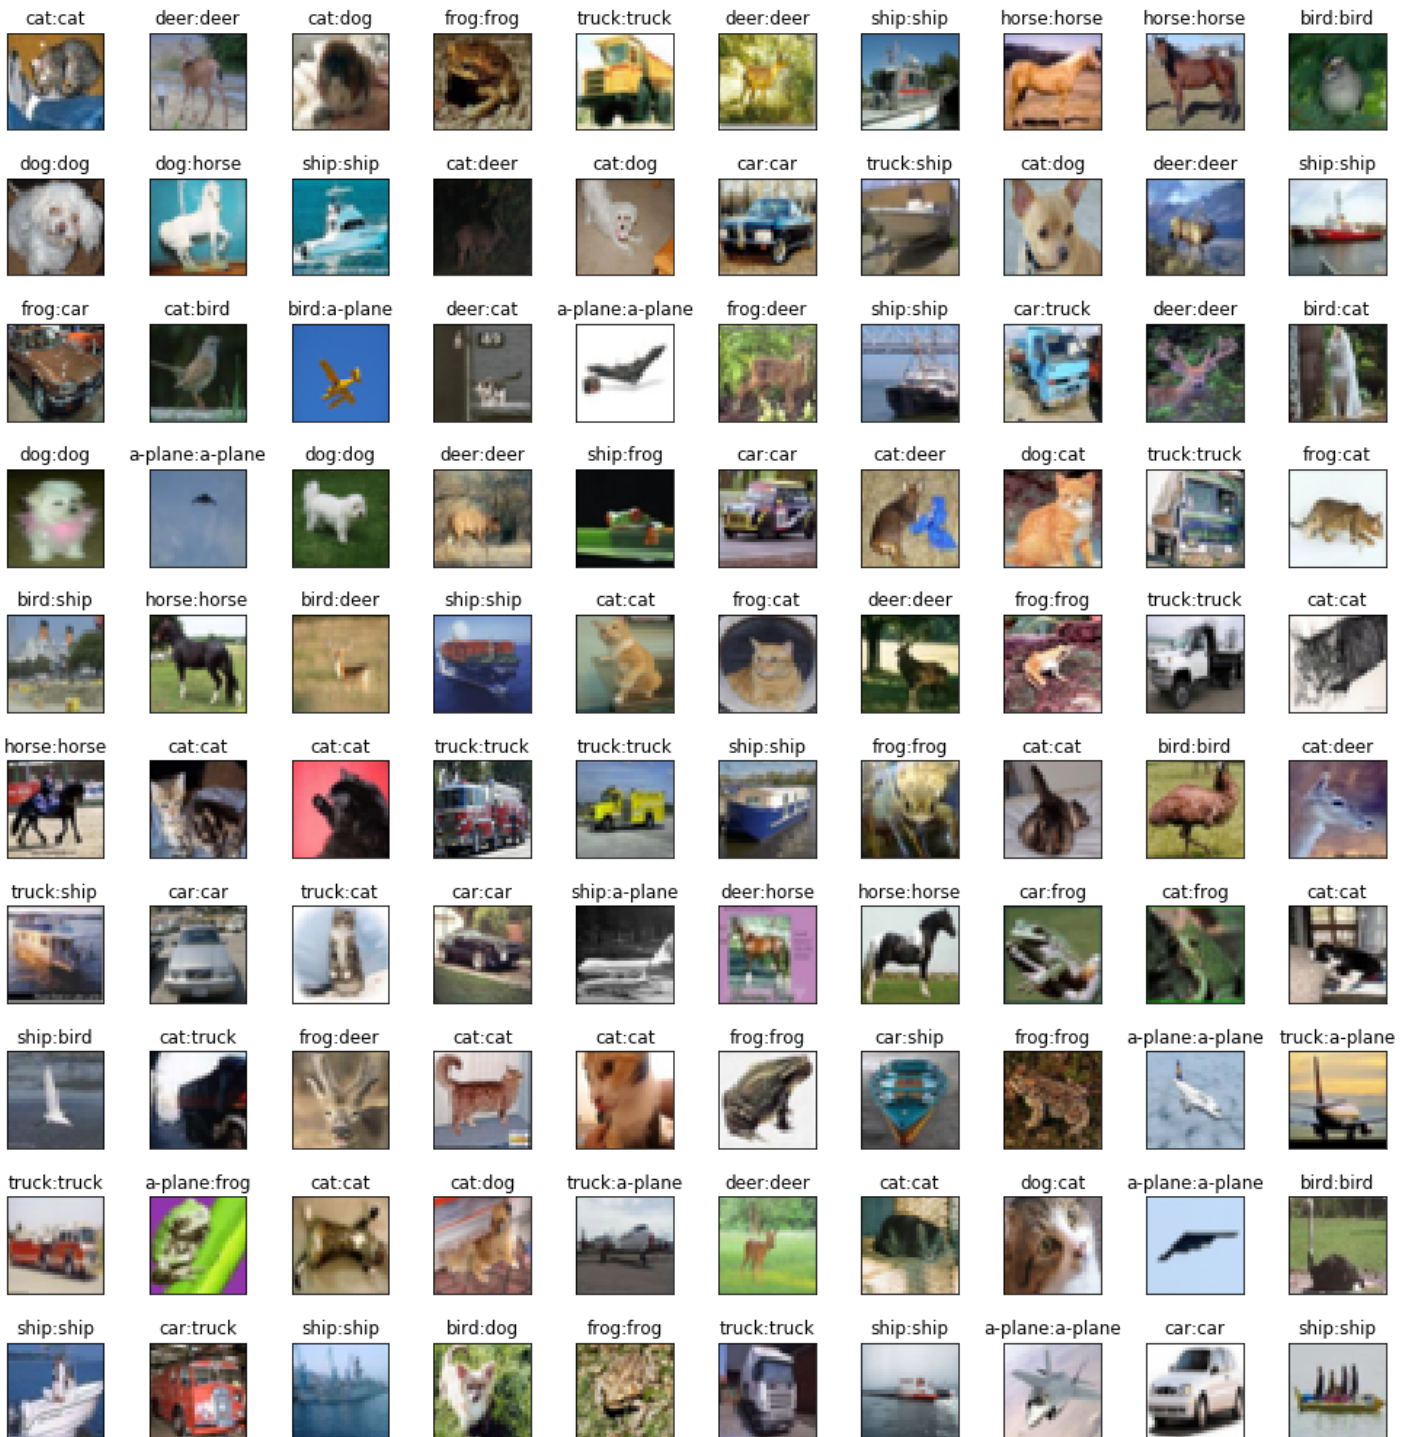 cat:cat deer:deer cat:dog frog:frog truck:truck deer:deer ship:ship horse:horse horse:horse bird:bird
dog:dog dog:horse ship:ship cat:deer cat:dog car:car truck:ship cat:dog deer:deer ship:ship
frog:car cat:bird bird:a-plane deer:cat a-plane:a-plane frog:deer ship:ship car:truck deer:deer bird:cat
dog:dog a-plane:a-plane dog:dog deer:deer ship:frog car:car cat:deer dog:cat truck:truck frog:cat
bird:ship horse:horse bird:deer ship:ship cat:cat frog:cat deer:deer frog:frog truck:truck cat:cat
horse:horse cat:cat cat:cat truck:truck truck:truck ship:ship frog:frog cat:cat bird:bird cat:deer
truck:ship car:car truck:cat car:car ship:a-plane deer:horse horse:horse car:frog cat:frog cat:cat
ship:bird cat:truck frog:deer cat:cat cat:cat frog:frog car:ship frog:frog a-plane:a-plane truck:a-plane
truck:truck a-plane:frog cat:cat cat:dog truck:a-plane deer:deer cat:cat dog:cat a-plane:a-plane bird:bird
ship:ship car:truck ship:ship bird:dog frog:frog truck:truck ship:ship a-plane:a-plane car:car ship:ship